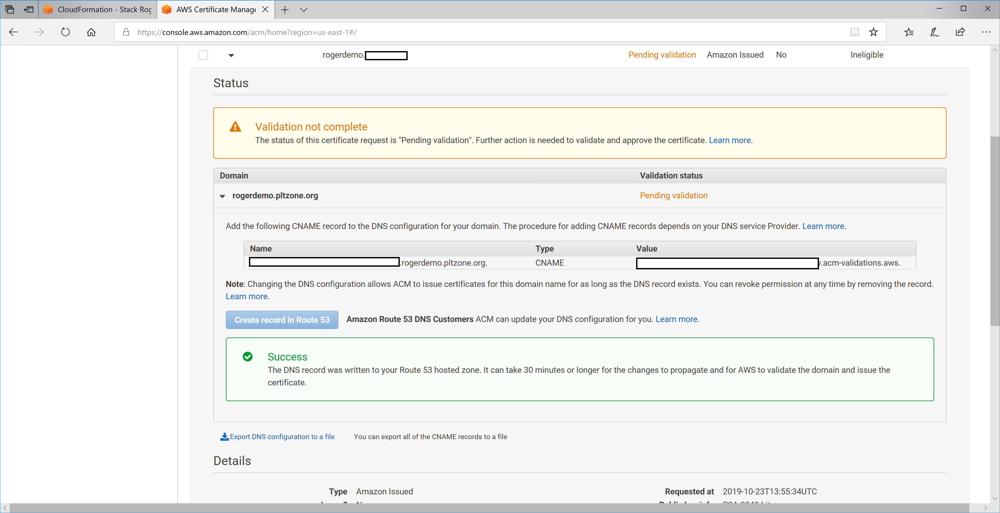 CloudFormation - Stack Rog
AWS Certificate Manage
https://console.aws.amazon.com/acm/home?region=us-east-1#/
rogerdemo. Pending validation Amazon Issued No Ineligible
Status
Validation not complete
The status of this certificate request is "Pending validation". Further action is needed to validate and approve the certificate. Learn more.
Domain Validation status
rogerdemo.pltzone.org Pending validation
Add the following CNAME record to the DNS configuration for your domain. The procedure for adding CNAME records depends on your DNS service Provider. Learn more.
Name Type Value
.rogerdemo.pltzone.org. CNAME .acm-validations.aws.
Note: Changing the DNS configuration allows ACM to issue certificates for this domain name for as long as the DNS record exists. You can revoke permission at any time by removing the record.
Learn more.
Create record in Route 53 Amazon Route 53 DNS Customers ACM can update your DNS configuration for you. Learn more.
Success
The DNS record was written to your Route 53 hosted zone. It can take 30 minutes or longer for the changes to propagate and for AWS to validate the domain and issue the
certificate.
Export DNS configuration to a file You can export all of the CNAME records to a file
Details
Type Amazon Issued Requested at 2019-10-23T13:55:34UTC